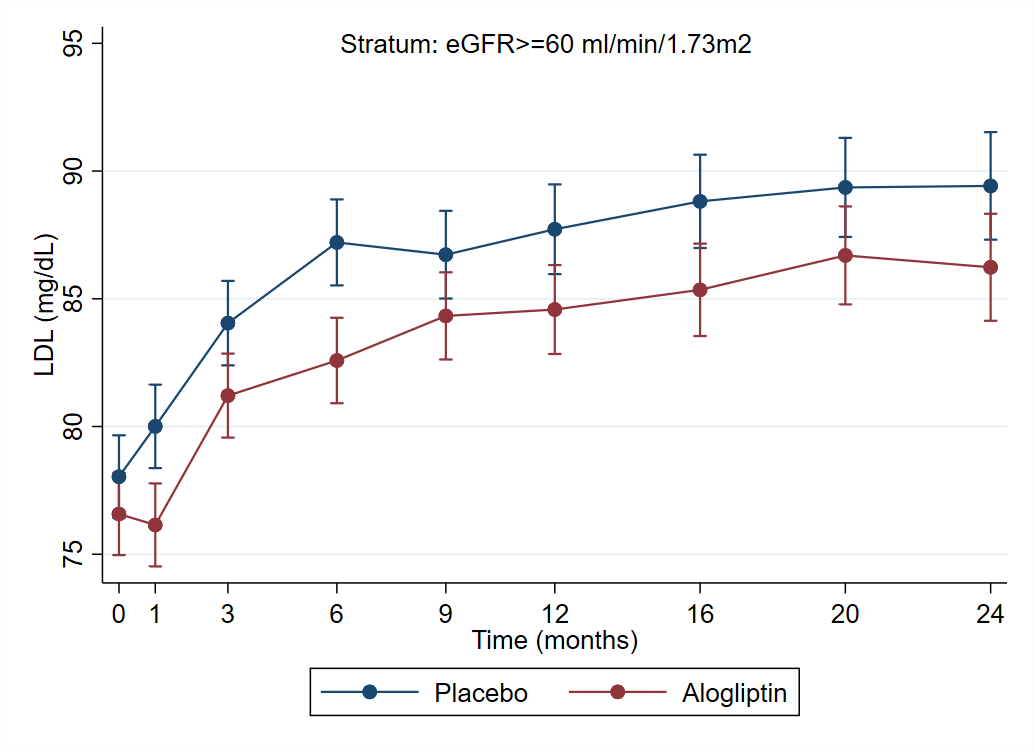 Stratum: eGFR>=60 ml/min/1.73m2
95
90
85
80
75
LDL (mg/dL)
0 1 3 6 9 12 16 20 24
Time (months)
Placebo Alogliptin